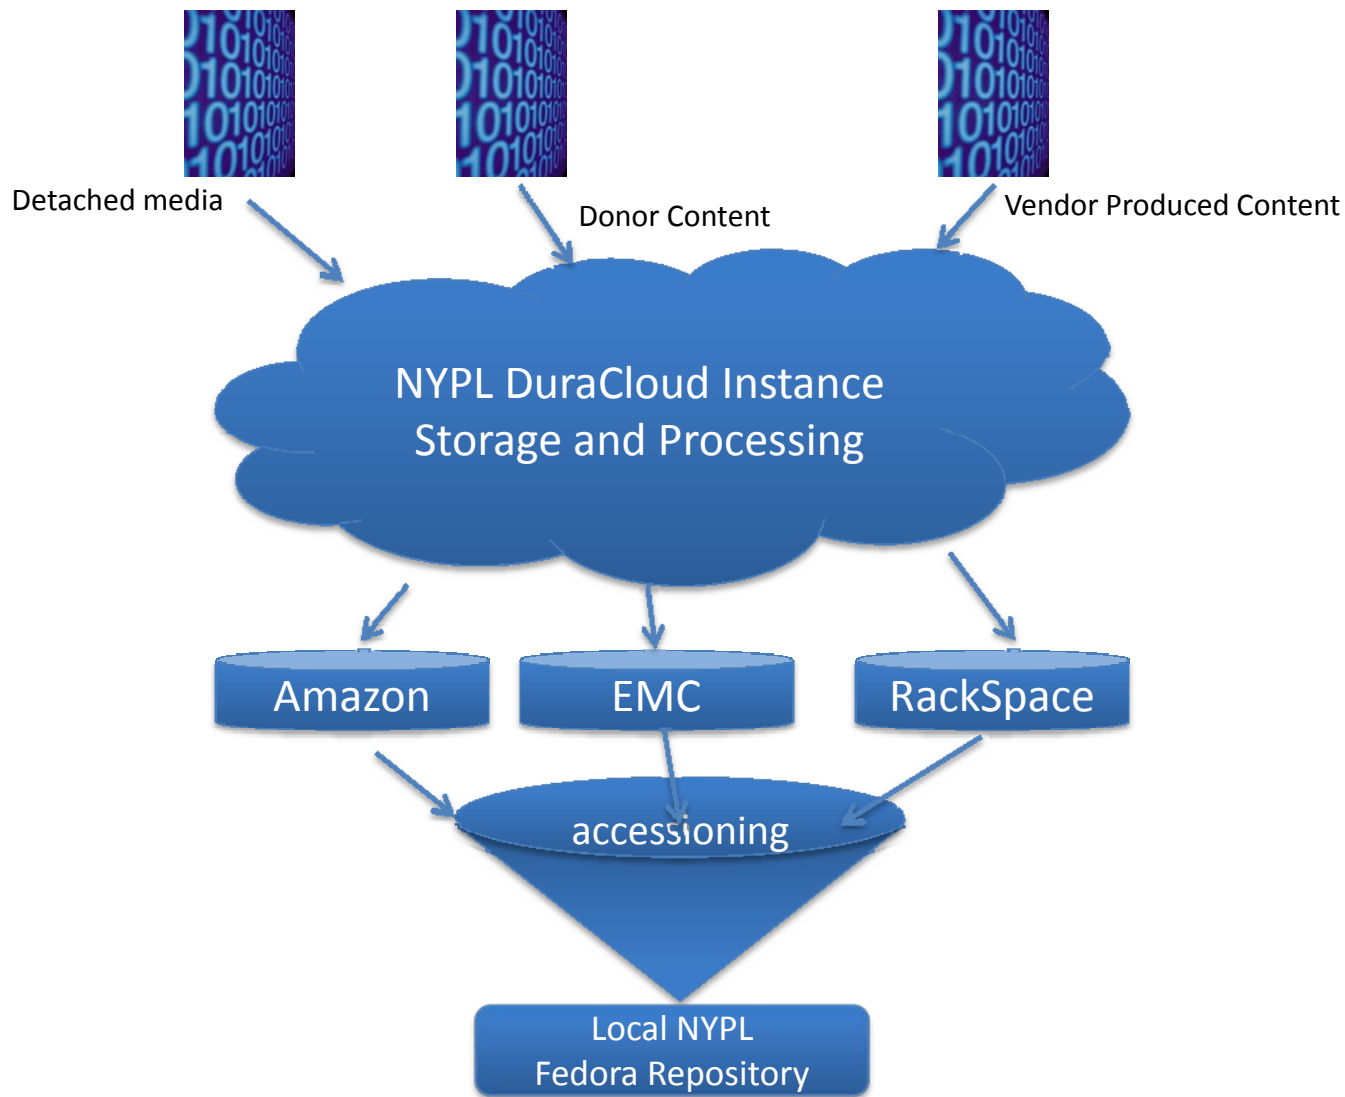 Detached media
Donor Content
Vendor Produced Content
NYPL DuraCloud Instance
Storage and Processing
Amazon
EMC
RackSpace
accessioning
Local NYPL
Fedora Repository